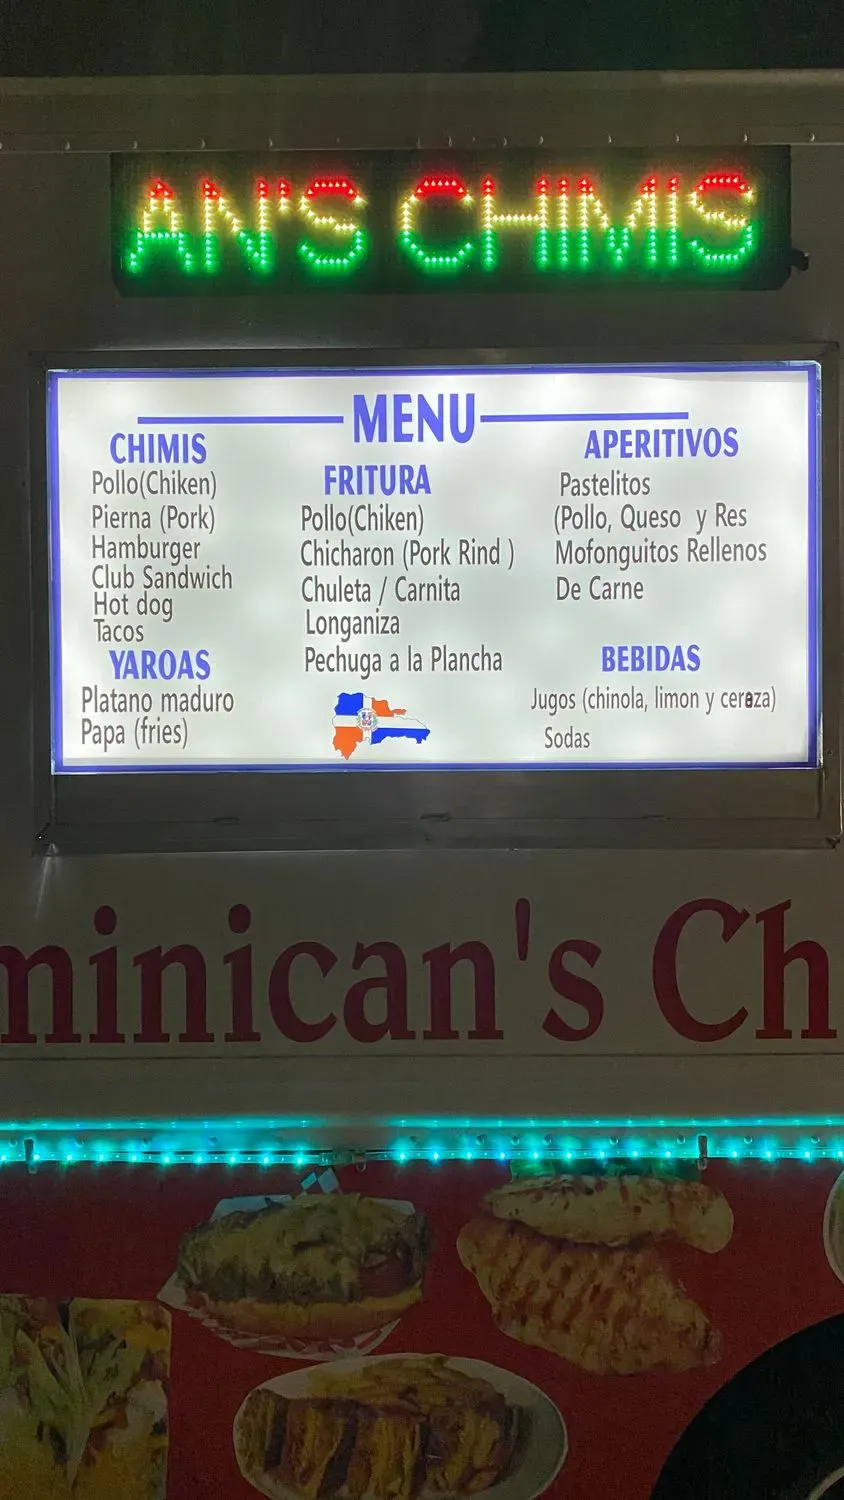 AN'S CHIMIS
MENU
CHIMIS
Pollo(Chiken)
Pierna (Pork)
Hamburger
Club Sandwich
Hot dog
Tacos
YAROAS
Platano maduro
Papa (fries)
FRITURA
Pollo(Chiken)
Chicharon (Pork Rind )
Chuleta / Carnita
Longaniza
Pechuga a la Plancha
APERITIVOS
Pastelitos
(Pollo, Queso y Res
Mofonguitos Rellenos
De Carne
BEBIDAS
Jugos (chinola, limon y cereza)
Sodas
minican's Ch